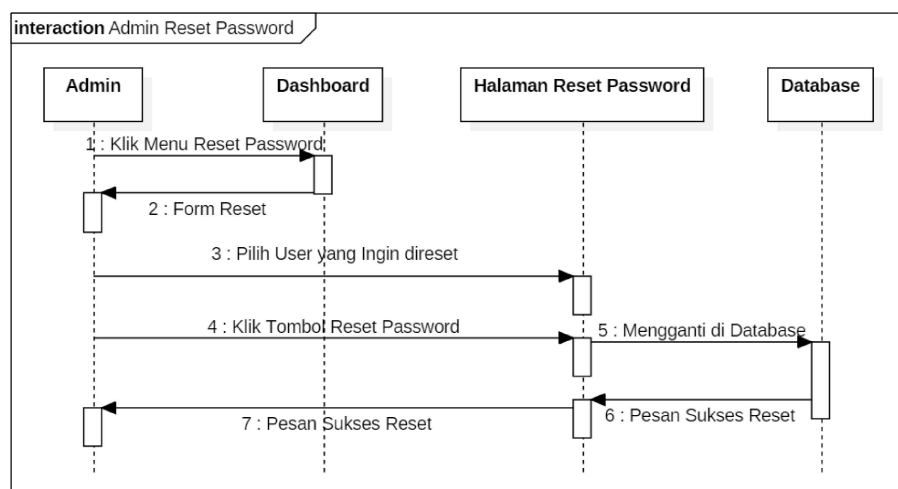 interaction Admin Reset Password
Admin
Dashboard
Halaman Reset Password
Database
1 : Klik Menu Reset Password
2 : Form Reset
3 : Pilih User yang Ingin direset
4 : Klik Tombol Reset Password
5 : Mengganti di Database
6 : Pesan Sukses Reset
7 : Pesan Sukses Reset